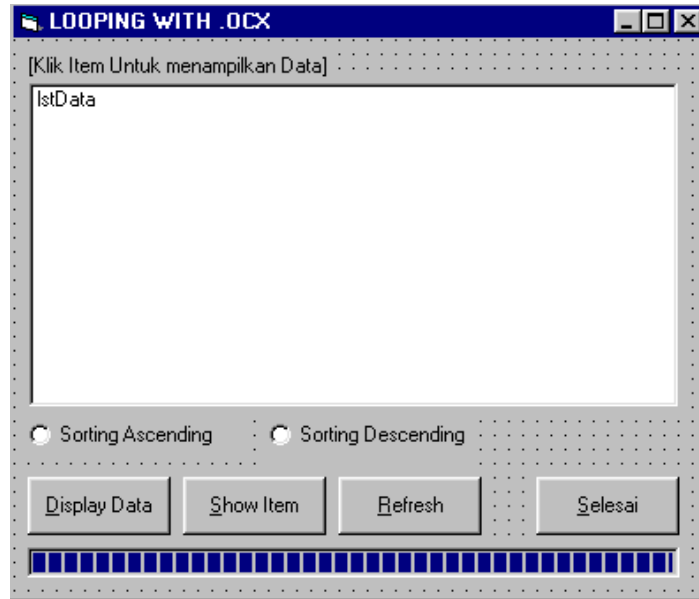 LOOPING WITH .OCX
[Klik Item Untuk menampilkan Data]
lstData
Sorting Ascending Sorting Descending
Display Data Show Item Refresh Selesai